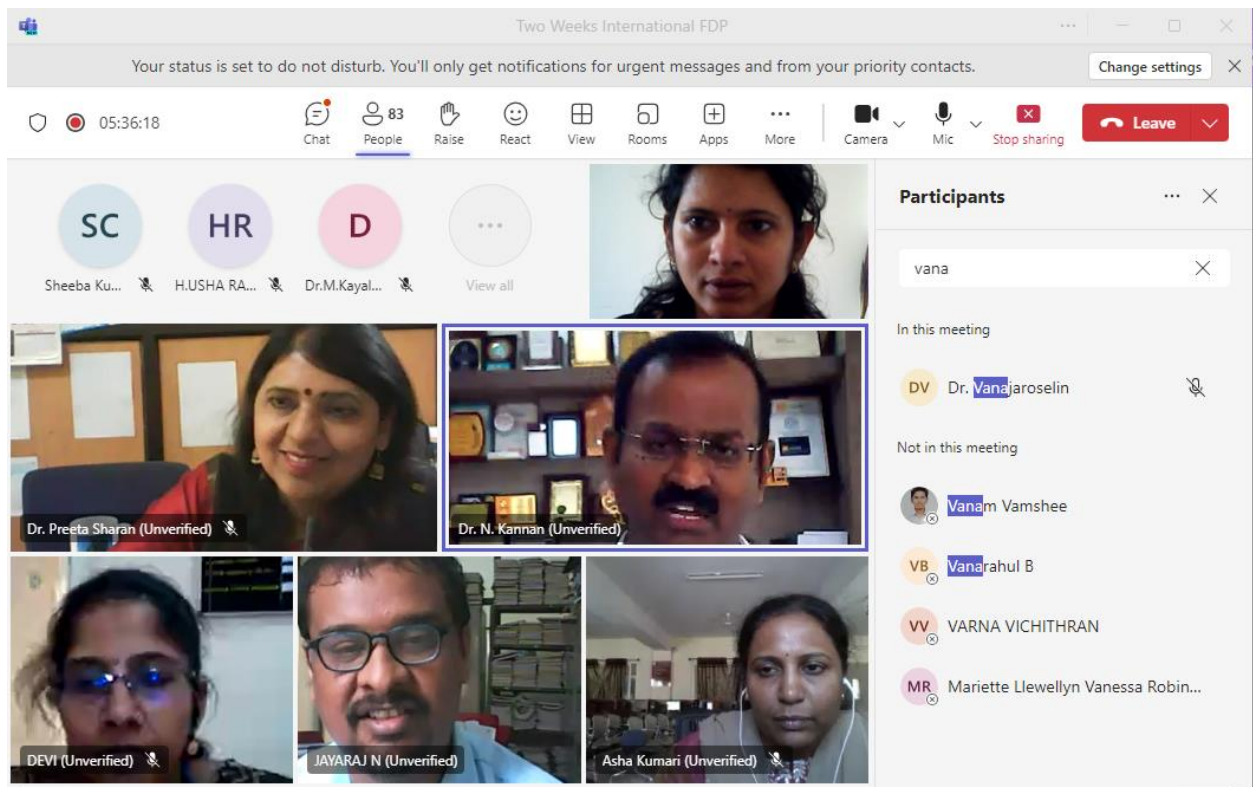 Two Weeks International FDP
Your status is set to do not disturb. You'll only get notifications for urgent messages and from your priority contacts.
Change settings
05:36:18
Chat
83
People
Raise
React
View
Rooms
Apps
More
Camera
Mic
Stop sharing
Leave
SC
HR
D
Sheeba Ku...
H.USHA RA...
Dr.M.Kayal...
View all
Dr. Preeta Sharan (Unverified)
Dr. N. Kannan (Unverified)
DEVI (Unverified)
JAYARAJ N (Unverified)
Asha Kumari (Unverified)
Participants
vana
In this meeting
DV
Dr. Vanajaroselin
Not in this meeting
Vanam Vamshee
VB
Vanarahul B
VV
VARNA VICHITHRAN
MR
Mariette Llewellyn Vanessa Robin...